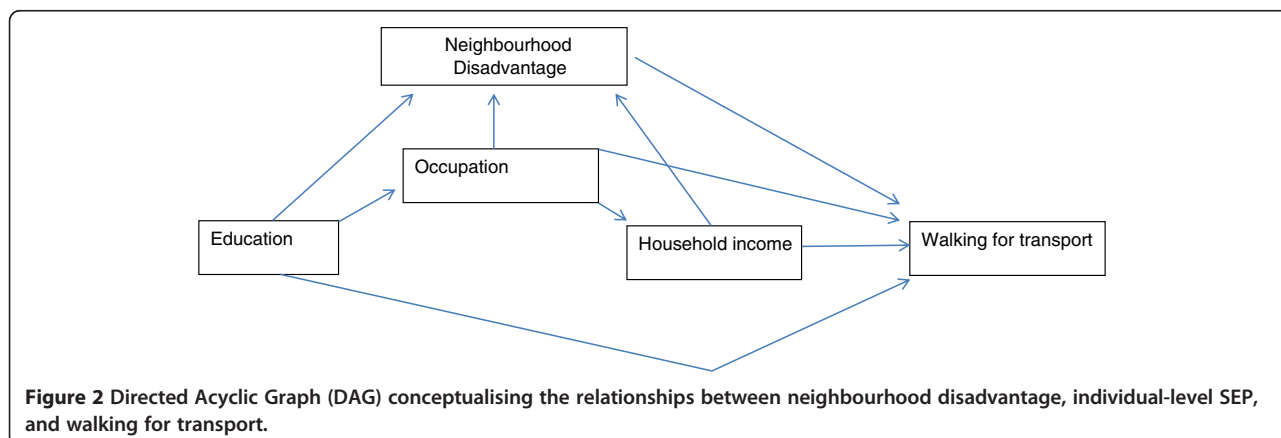 Neighbourhood
Disadvantage
Occupation
Education
Household income
Walking for transport
Figure 2 Directed Acyclic Graph (DAG) conceptualising the relationships between neighbourhood disadvantage, individual-level SEP,
and walking for transport.